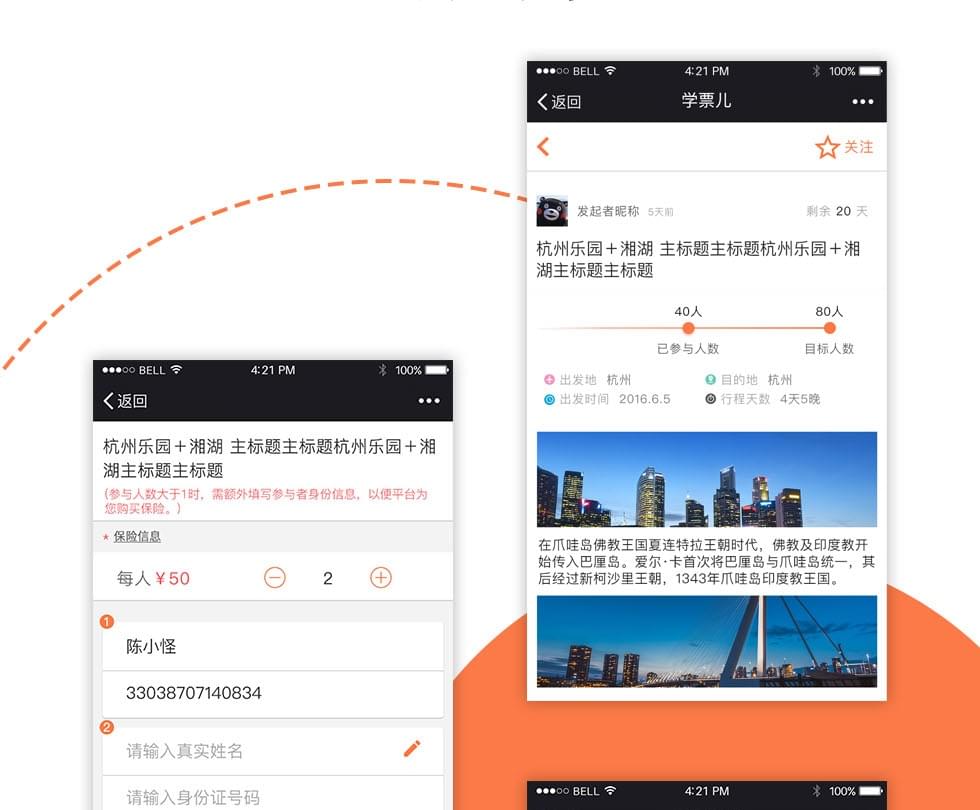 BELL 4:21 PM 100%
返回 学票儿
关注
发起者昵称 5天前 剩余 20 天
杭州乐园＋湘湖 主标题主标题杭州乐园＋湘
湖主标题主标题
40人 80人
已参与人数 目标人数
出发地 杭州 目的地 杭州
出发时间 2016.6.5 行程天数 4天5晚
在爪哇岛佛教王国夏连特拉王朝时代，佛教及印度教开
始传入巴厘岛。爱尔·卡首次将巴厘岛与爪哇岛统一，其
后经过新柯沙里王朝，1343年爪哇岛印度教王国。
BELL 4:21 PM 100%
返回
杭州乐园＋湘湖 主标题主标题杭州乐园＋湘
湖主标题主标题
(参与人数大于1时，需额外填写参与者身份信息，以便平台为
您购买保险。)
* 保险信息
每人￥50 2
1
陈小怪
33038707140834
2
请输入真实姓名
请输入身份证号码
BELL 4:21 PM 100%